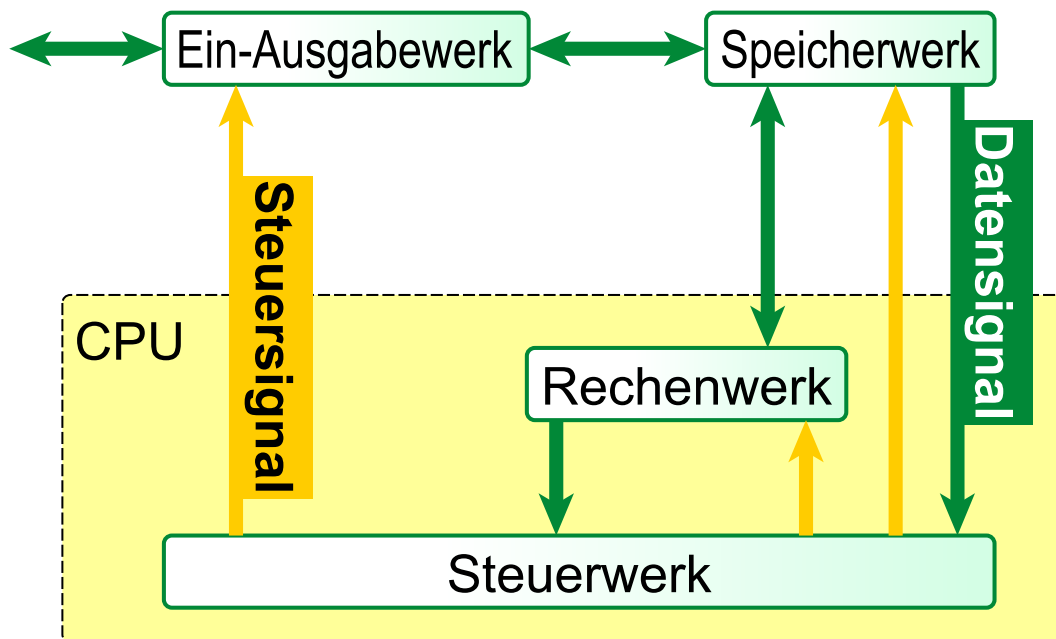 Ein-Ausgabewerk
Speicherwerk
Steuersignal
Datensignal
CPU
Rechenwerk
Steuerwerk